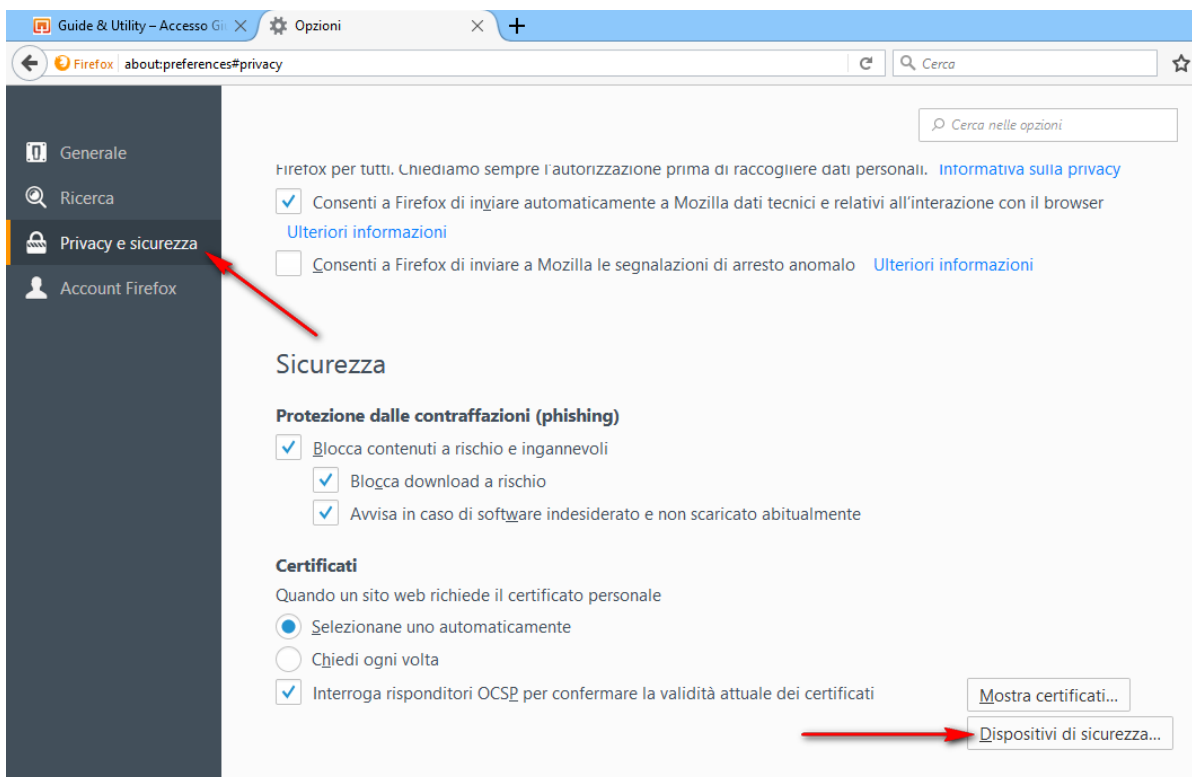 Guide & Utility – Accesso Gi
Opzioni
Firefox about:preferences#privacy
Cerca
Cerca nelle opzioni
Generale
Ricerca
Privacy e sicurezza
Account Firefox
Firefox per tutti. Chiediamo sempre l'autorizzazione prima di raccogliere dati personali. Informativa sulla privacy
Consenti a Firefox di inviare automaticamente a Mozilla dati tecnici e relativi all'interazione con il browser
Ulteriori informazioni
Consenti a Firefox di inviare a Mozilla le segnalazioni di arresto anomalo Ulteriori informazioni
Sicurezza
Protezione dalle contraffazioni (phishing)
Blocca contenuti a rischio e ingannevoli
Blocca download a rischio
Avvisa in caso di software indesiderato e non scaricato abitualmente
Certificati
Quando un sito web richiede il certificato personale
Selezionane uno automaticamente
Chiedi ogni volta
Interroga risponditori OCSP per confermare la validità attuale dei certificati
Mostra certificati...
Dispositivi di sicurezza...